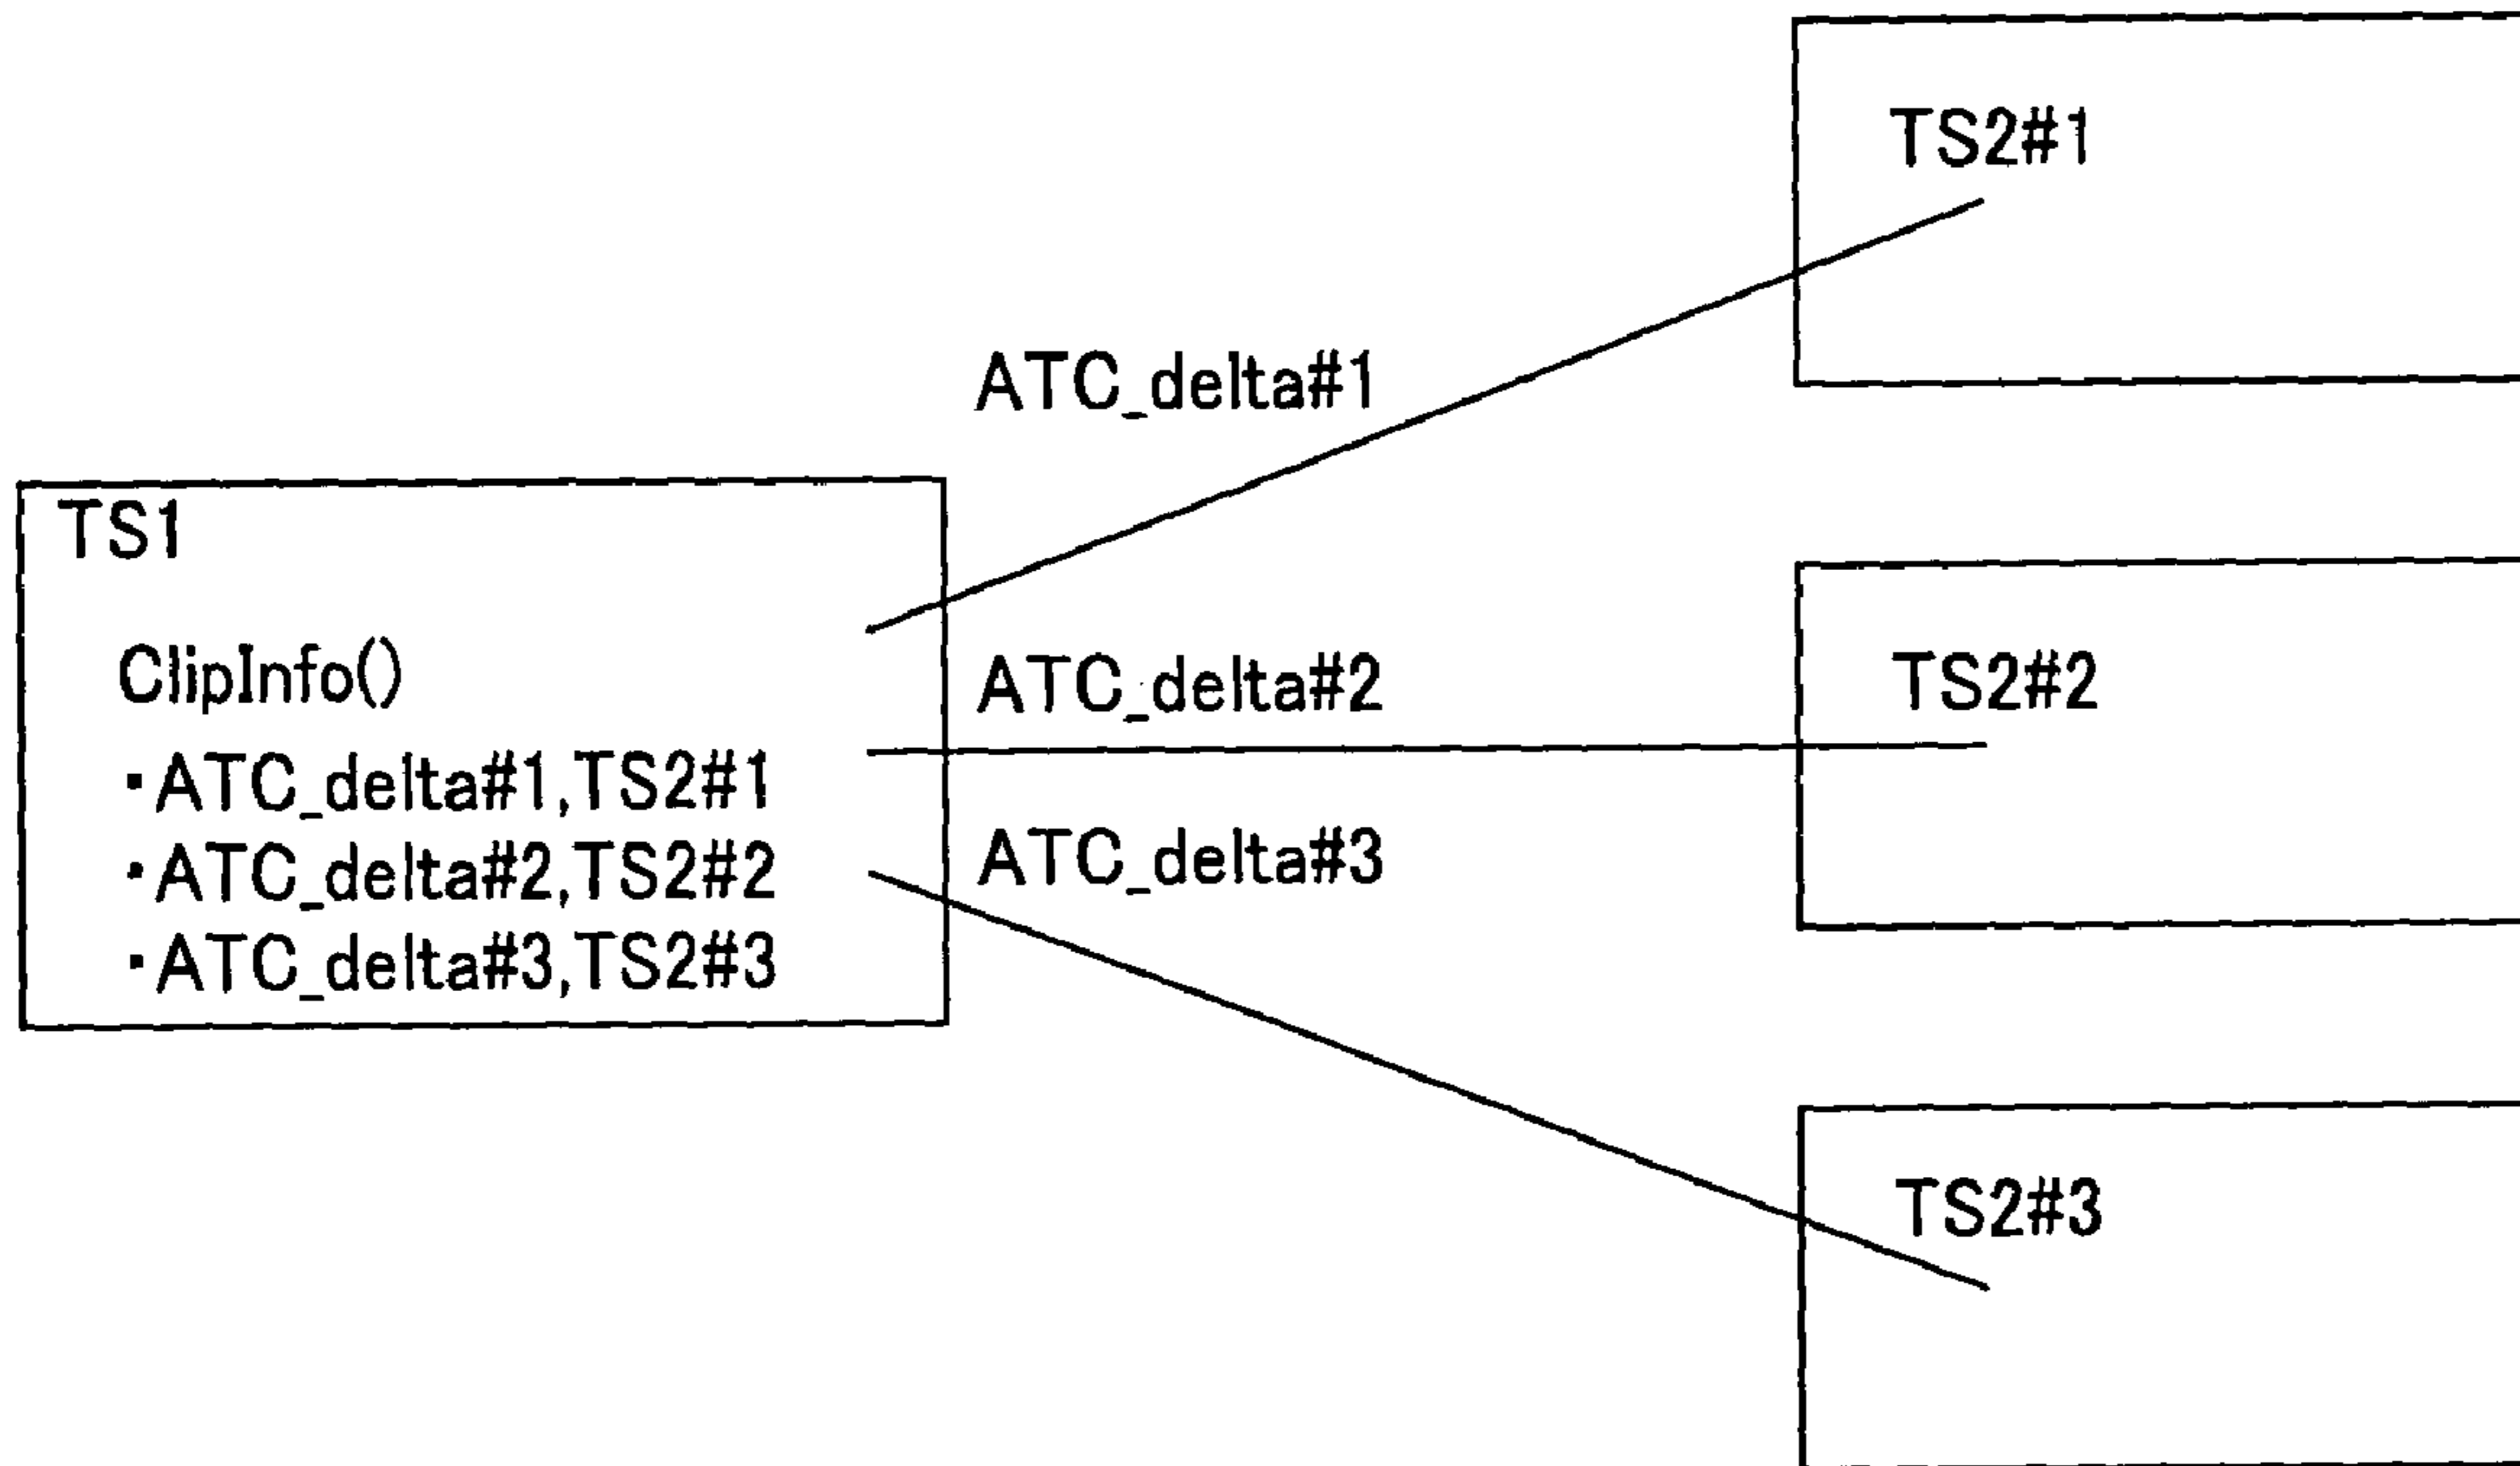 TS2#1
ATC_delta#1
TS1
ClipInfo()
ATC_delta#2
TS2#2
・ATC_delta#1,TS2#1
・ATC_delta#2,TS2#2
ATC_delta#3
・ATC_delta#3,TS2#3
TS2#3